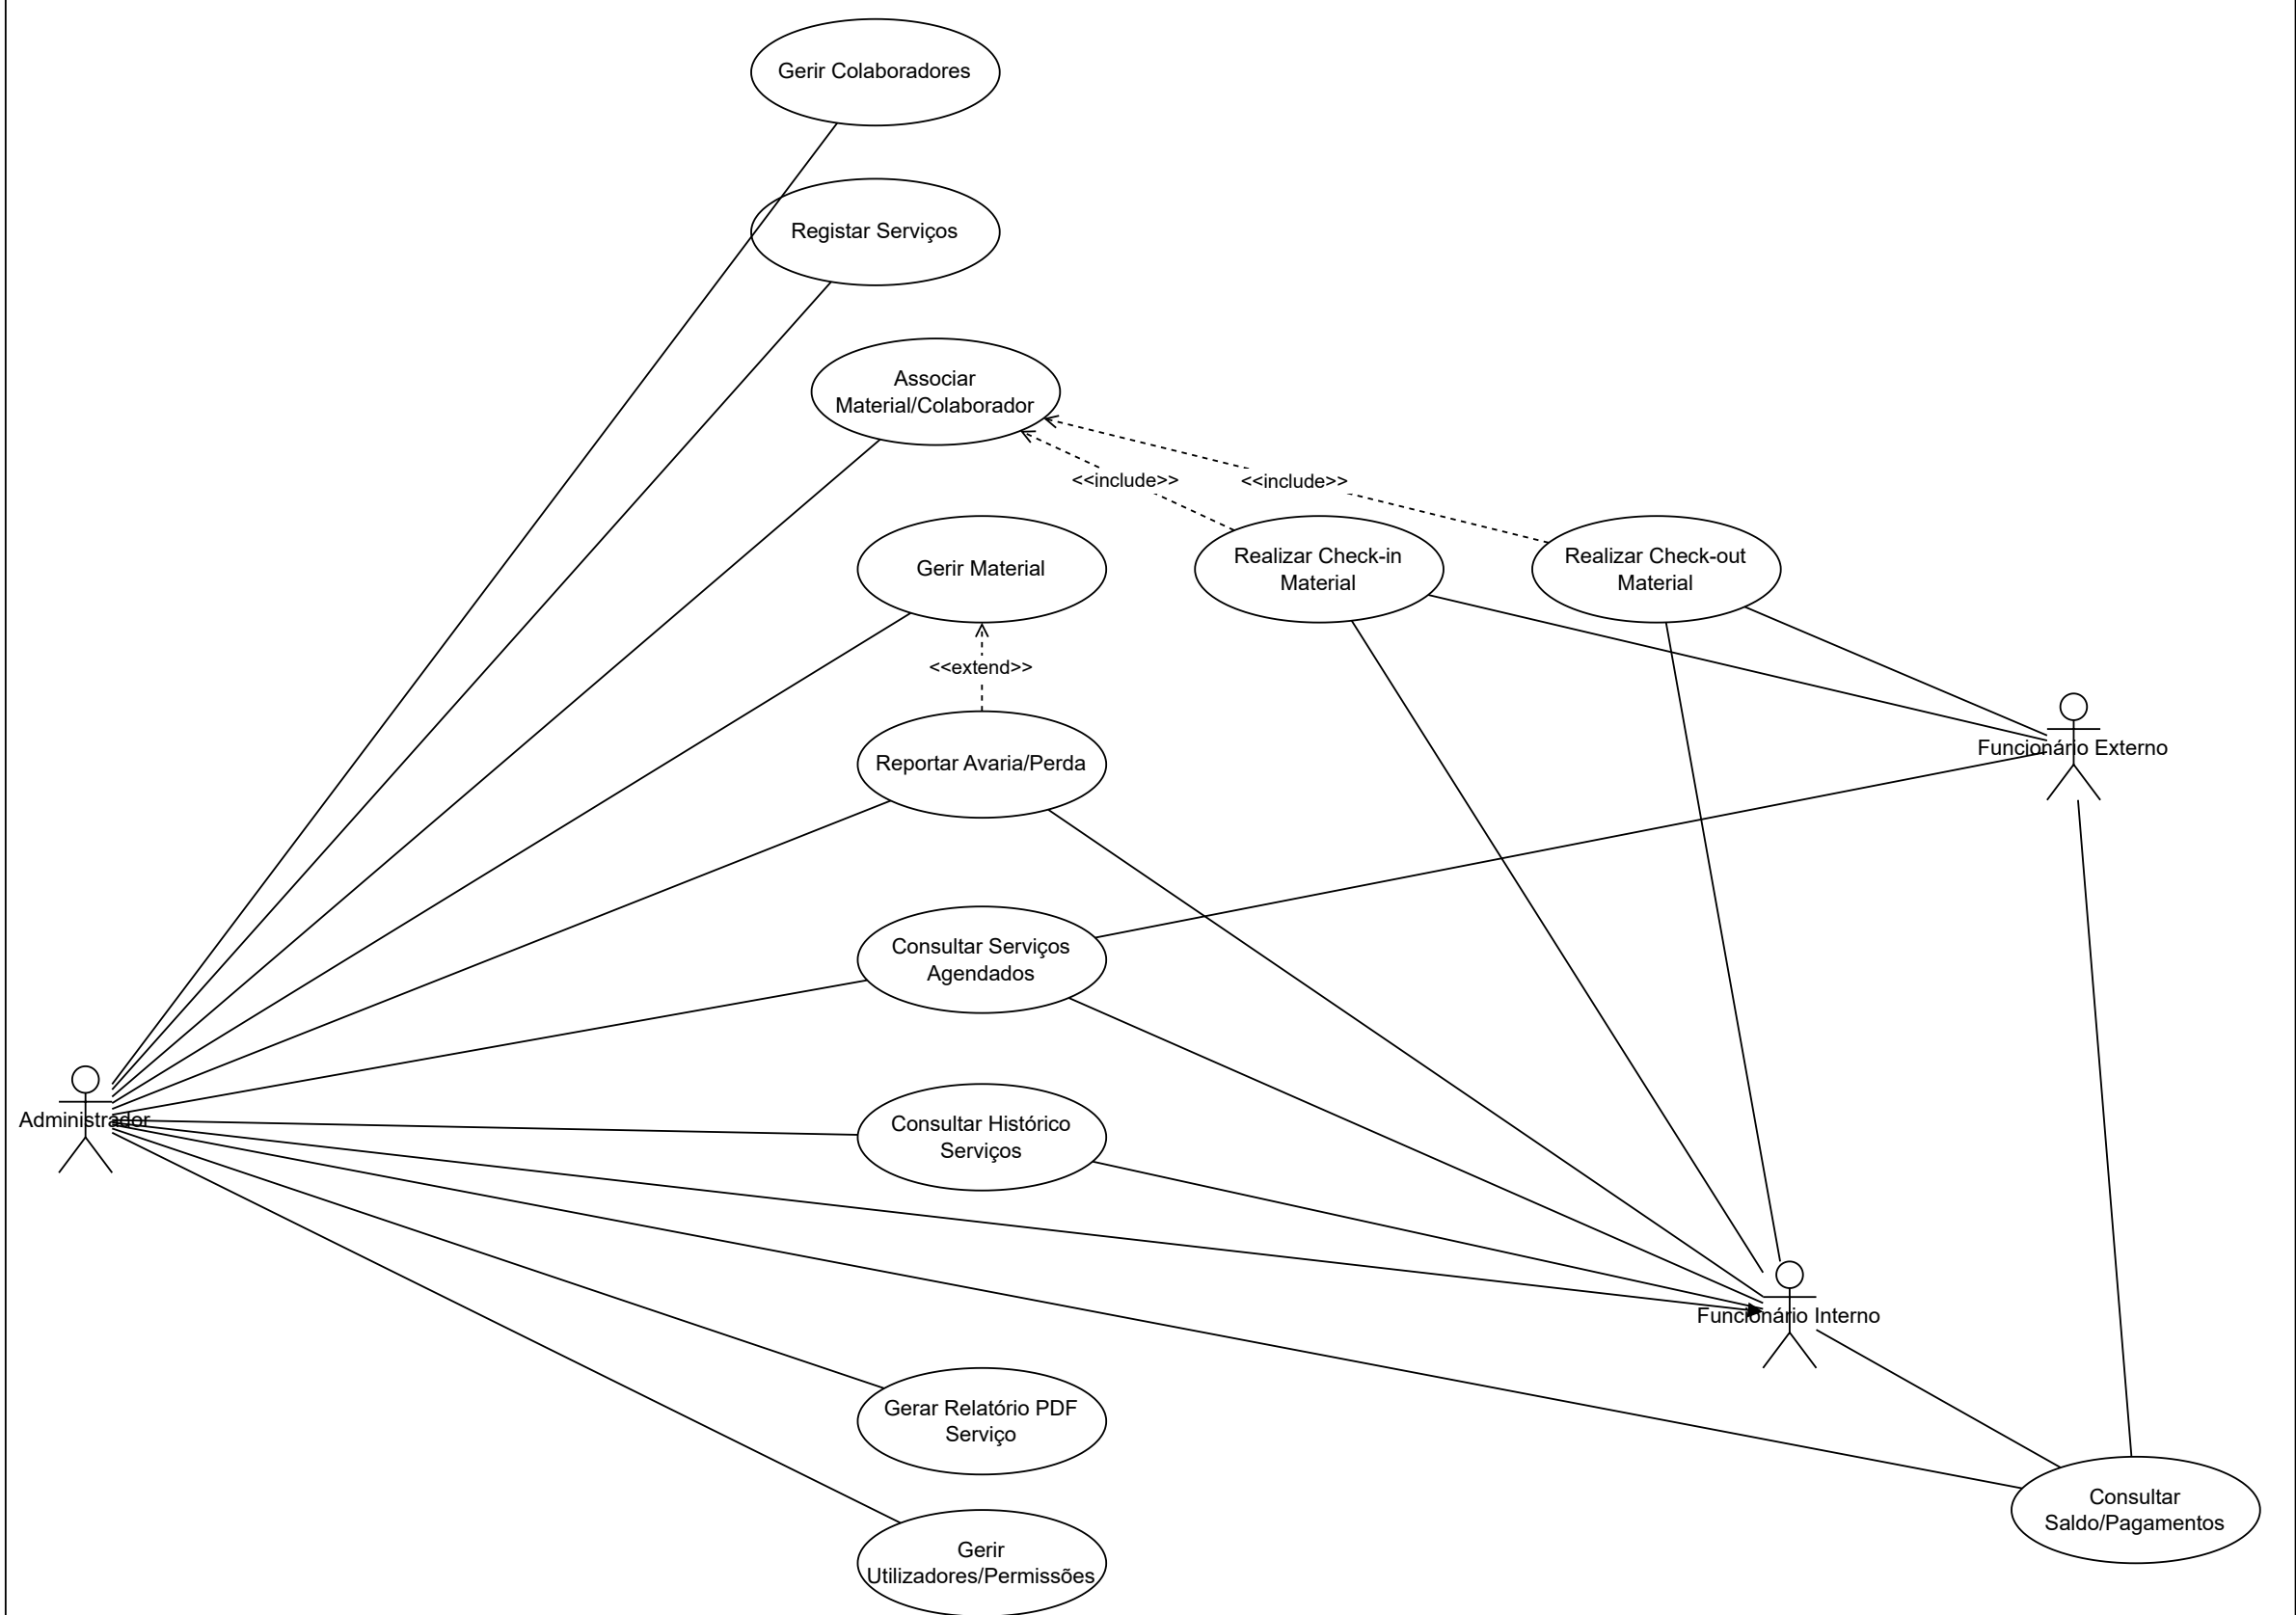 Gerir Colaboradores
Registar Serviços
Associar
Material/Colaborador
<<include>>
<<include>>
Gerir Material
Realizar Check-in
Material
Realizar Check-out
Material
<<extend>>
Reportar Avaria/Perda
Funcionário Externo
Consultar Serviços
Agendados
Administrador
Consultar Histórico
Serviços
Funcionário Interno
Gerar Relatório PDF
Serviço
Consultar
Saldo/Pagamentos
Gerir
Utilizadores/Permissões